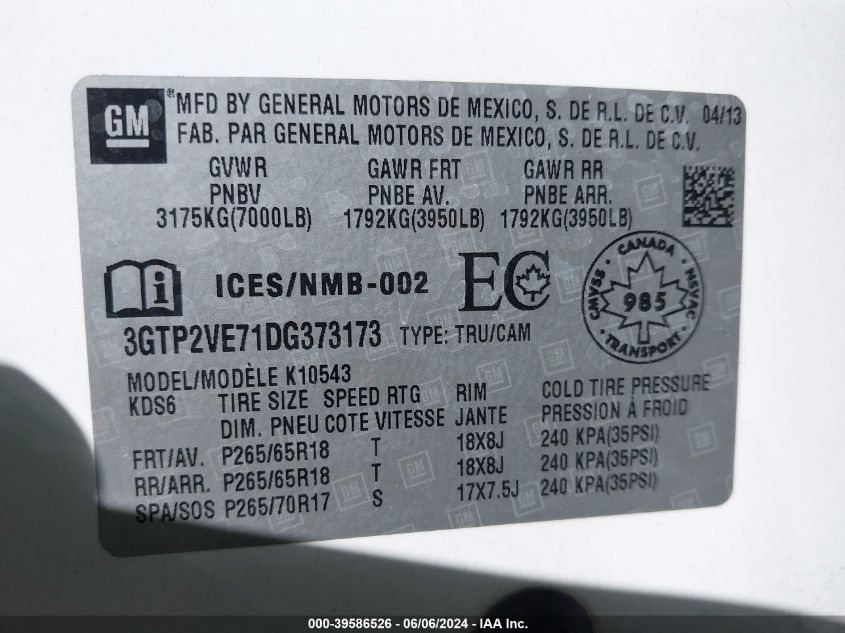 GM ® MFD BY GENERAL MOTORS DE MEXICO, S. DE R.L. DE C.V. 04/13
FAB. PAR GENERAL MOTORS DE MEXICO, S. DE R.L. DE C.V.
GVWR GAWR FRT GAWR RR
PNBV PNBE AV. PNBE ARR.
3175KG(7000LB) 1792KG(3950LB) 1792KG(3950LB)
i ICES/NMB-002 EC
CANADA
CMVSS 985 NSVAC
TRANSPORT
3GTP2VE71DG373173 TYPE: TRU/CAM
MODEL/MODÈLE K10543
KDS6 TIRE SIZE SPEED RTG RIM COLD TIRE PRESSURE
DIM. PNEU COTE VITESSE JANTE PRESSION À FROID
FRT/AV. P265/65R18 T 18X8J 240 KPA(35PSI)
RR/ARR. P265/65R18 T 18X8J 240 KPA(35PSI)
SPA/SOS P265/70R17 S 17X7.5J 240 KPA(35PSI)
000-39586526 - 06/06/2024 - IAA Inc.